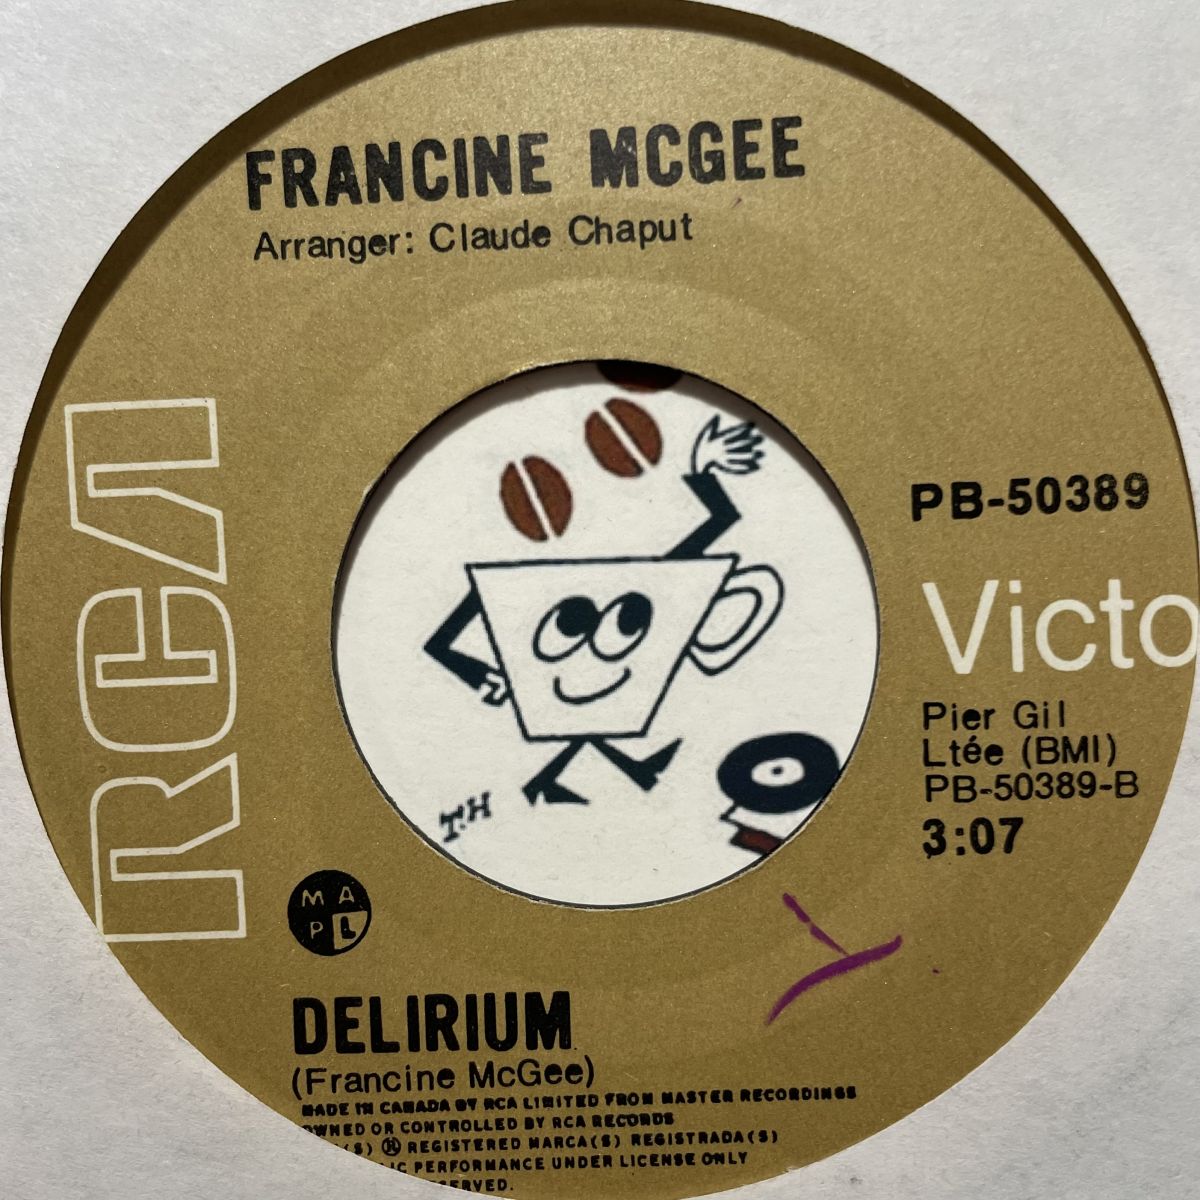 FRANCINE MCGEE
Arranger: Claude Chaput
RCA
PB-50389
Victo
Pier Gil
Ltée (BMI)
PB-50389-B
3:07
T.H
M A
P L
DELIRIUM
(Francine McGee)
MADE IN CANADA BY RCA LIMITED FROM MASTER RECORDINGS
OWNED OR CONTROLLED BY RCA RECORDS
(S) ® REGISTERED MARCA(S) REGISTRADA(S)
IC PERFORMANCE UNDER LICENSE ONLY
SERVED.